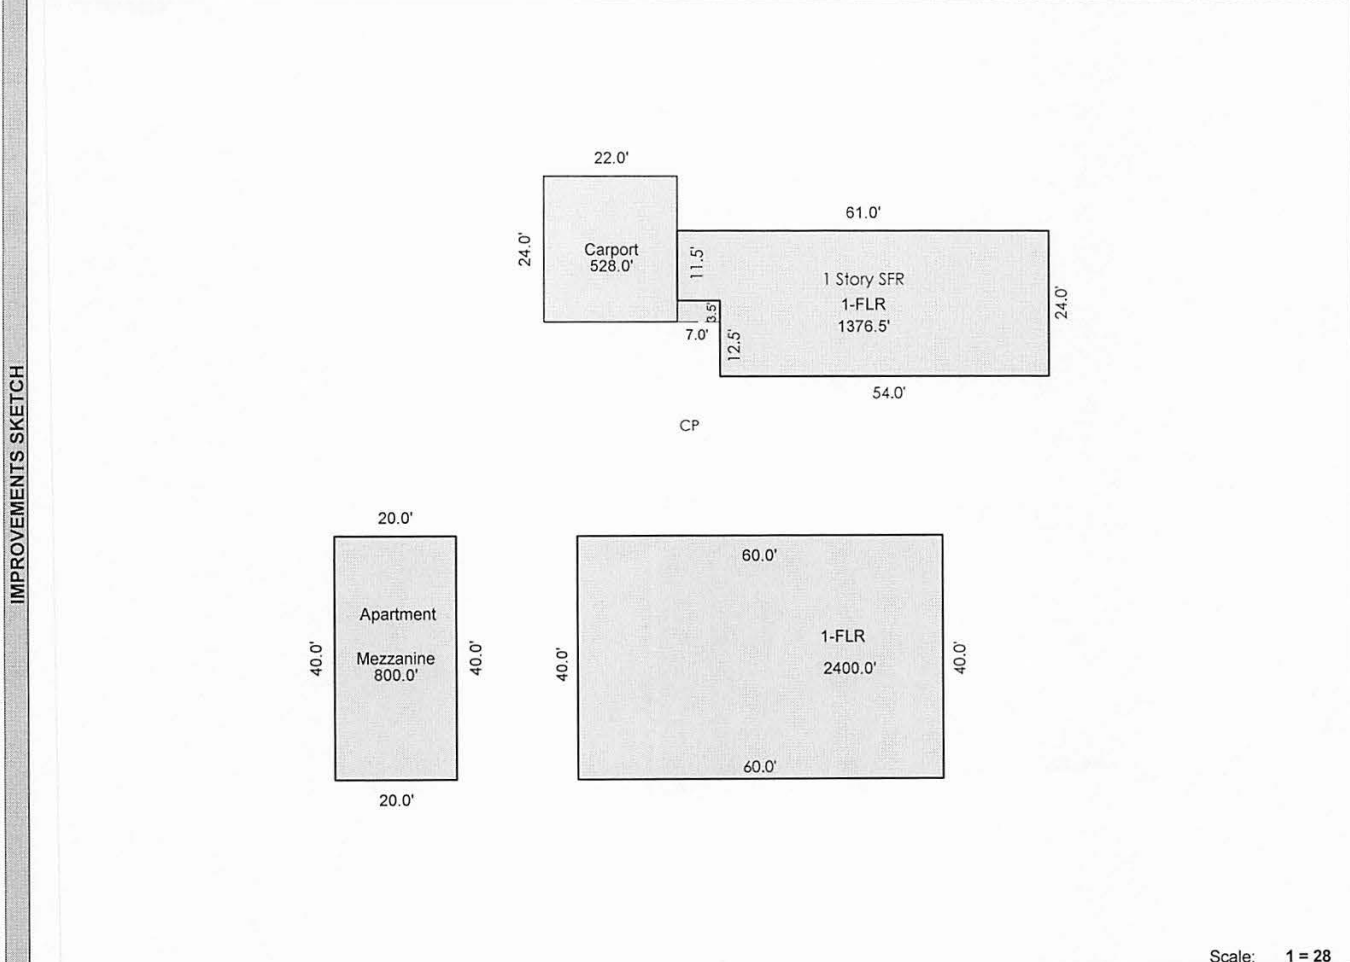 IMPROVEMENTS SKETCH
22.0'
61.0'
24.0'
Carport
528.0'
11.5'
1 Story SFR
1-FLR
1376.5'
24.0'
3.5'
7.0'
12.5'
54.0'
CP
20.0'
60.0'
Apartment
1-FLR
40.0'
Mezzanine
800.0'
40.0'
40.0'
2400.0'
40.0'
60.0'
20.0'
Scale: 1 = 28